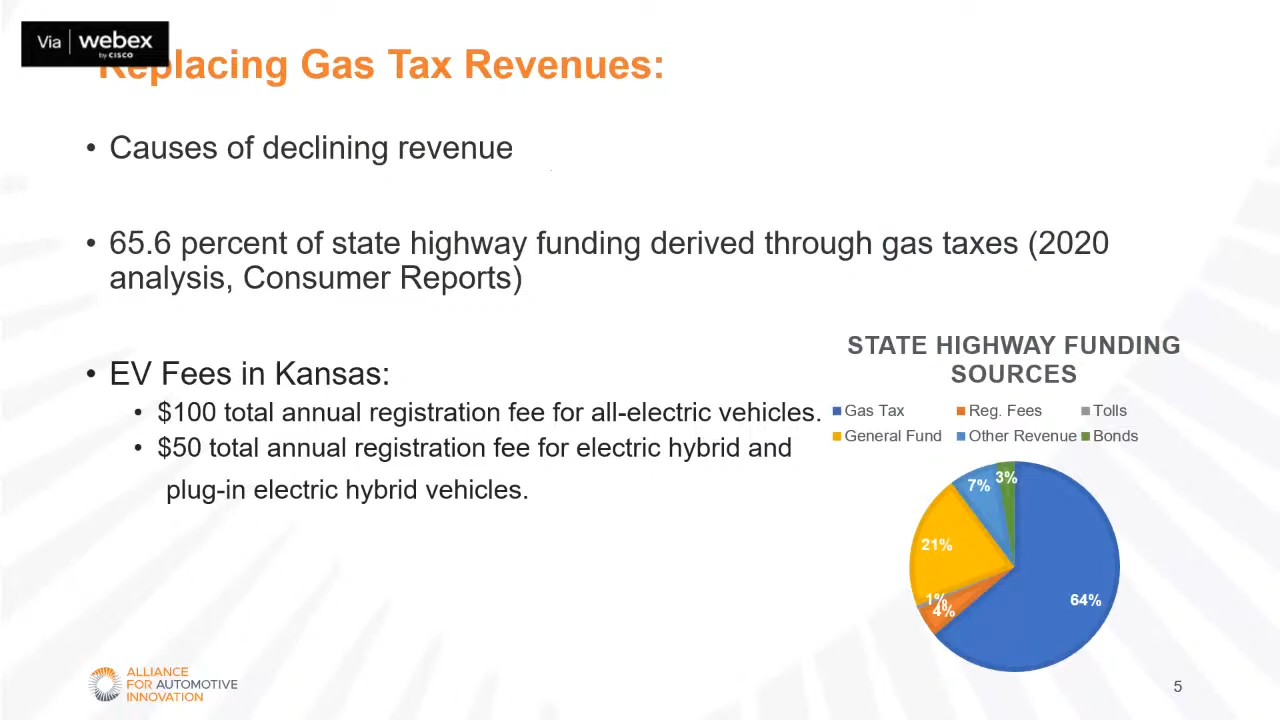 Via webex
by CISCO
Replacing Gas Tax Revenues:
• Causes of declining revenue
• 65.6 percent of state highway funding derived through gas taxes (2020
analysis, Consumer Reports)
• EV Fees in Kansas:
• $100 total annual registration fee for all-electric vehicles.
• $50 total annual registration fee for electric hybrid and
plug-in electric hybrid vehicles.
STATE HIGHWAY FUNDING
SOURCES
Gas Tax Reg. Fees Tolls
General Fund Other Revenue Bonds
7% 3%
21%
1%
4%
64%
ALLIANCE
FOR AUTOMOTIVE
INNOVATION
5